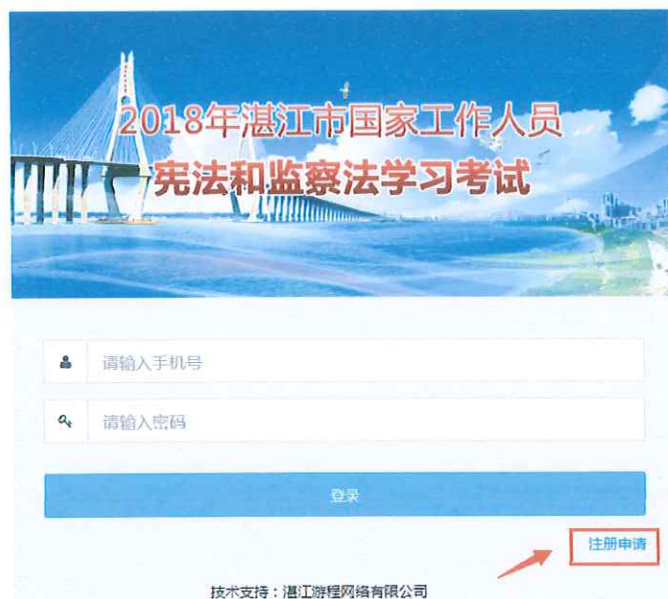 2018年湛江市国家工作人员
宪法和监察法学习考试
请输入手机号
请输入密码
登录
注册申请
技术支持：湛江游程网络有限公司